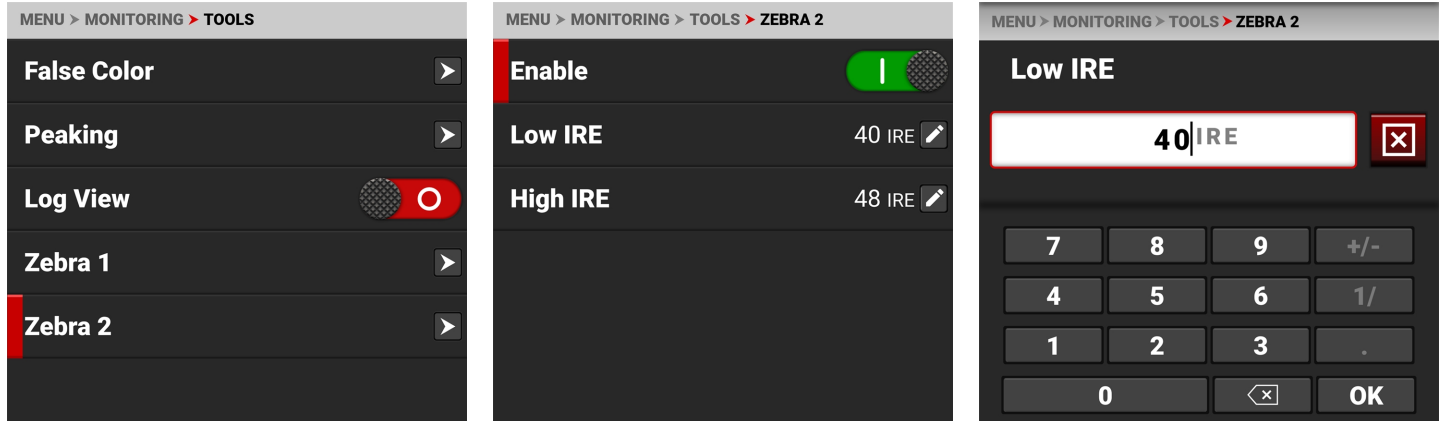 MENU > MONITORING > TOOLS
False Color
Peaking
Log View
Zebra 1
Zebra 2
MENU > MONITORING > TOOLS > ZEBRA 2
Enable
Low IRE 40 IRE
High IRE 48 IRE
MENU > MONITORING > TOOLS > ZEBRA 2
Low IRE
40 IRE
7 8 9 +/-
4 5 6 1/
1 2 3 .
0 OK